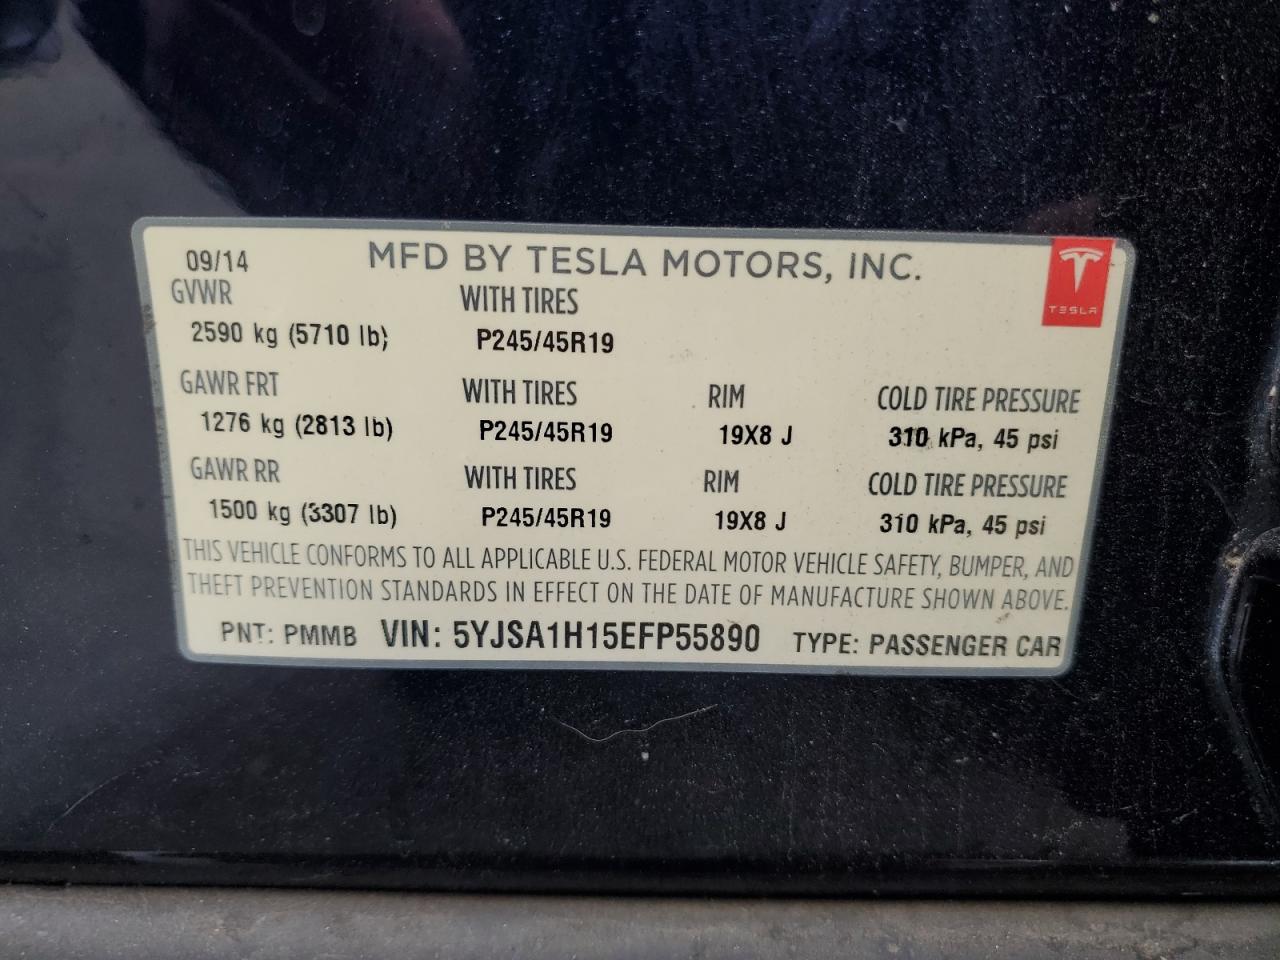 09/14 MFD BY TESLA MOTORS, INC.
TESLA
GVWR WITH TIRES
2590 kg (5710 lb) P245/45R19
GAWR FRT WITH TIRES RIM COLD TIRE PRESSURE
1276 kg (2813 lb) P245/45R19 19X8 J 310 kPa, 45 psi
GAWR RR WITH TIRES RIM COLD TIRE PRESSURE
1500 kg (3307 lb) P245/45R19 19X8 J 310 kPa, 45 psi
THIS VEHICLE CONFORMS TO ALL APPLICABLE U.S. FEDERAL MOTOR VEHICLE SAFETY, BUMPER, AND
THEFT PREVENTION STANDARDS IN EFFECT ON THE DATE OF MANUFACTURE SHOWN ABOVE.
PNT: PMMB VIN: 5YJSA1H15EFP55890 TYPE: PASSENGER CAR